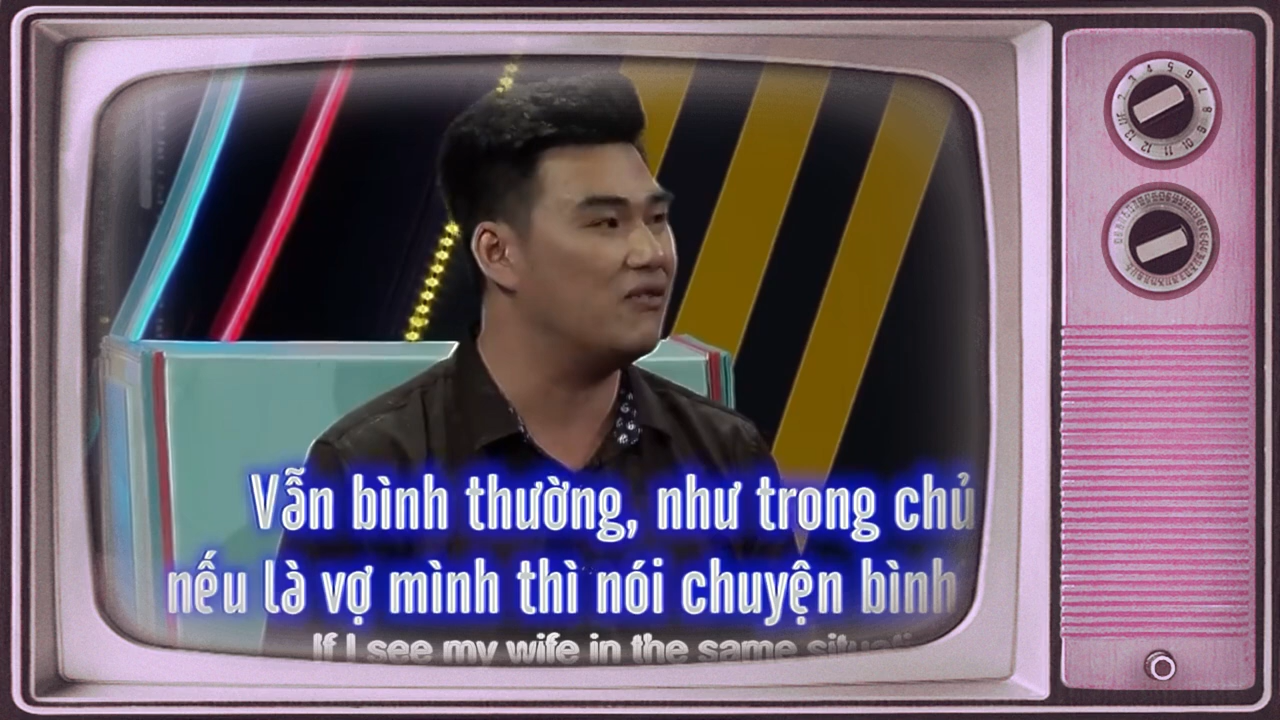 Vẫn bình thường, như trong chủ
nếu là vợ mình thì nói chuyện bình
If I see my wife in the same situati